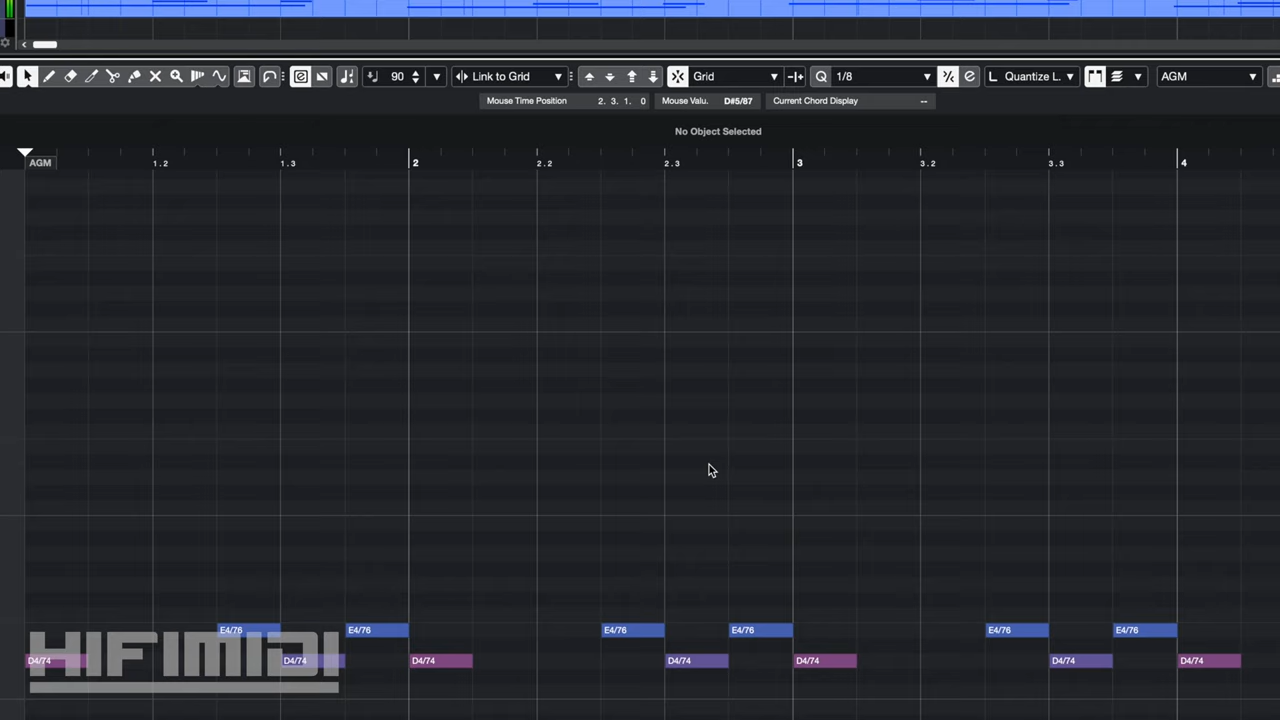 90 Link to Grid Grid 1/8 Quantize L. AGM
Mouse Time Position 2. 3. 1. 0 Mouse Valu. D#5/87 Current Chord Display --
No Object Selected
AGM 1.2 1.3 2 2.2 2.3 3 3.2 3.3 4
E4/76 E4/76 E4/76 E4/76 E4/76 E4/76
D4/74 D4/74 D4/74 D4/74 D4/74 D4/74 D4/74
HIFIMIDI